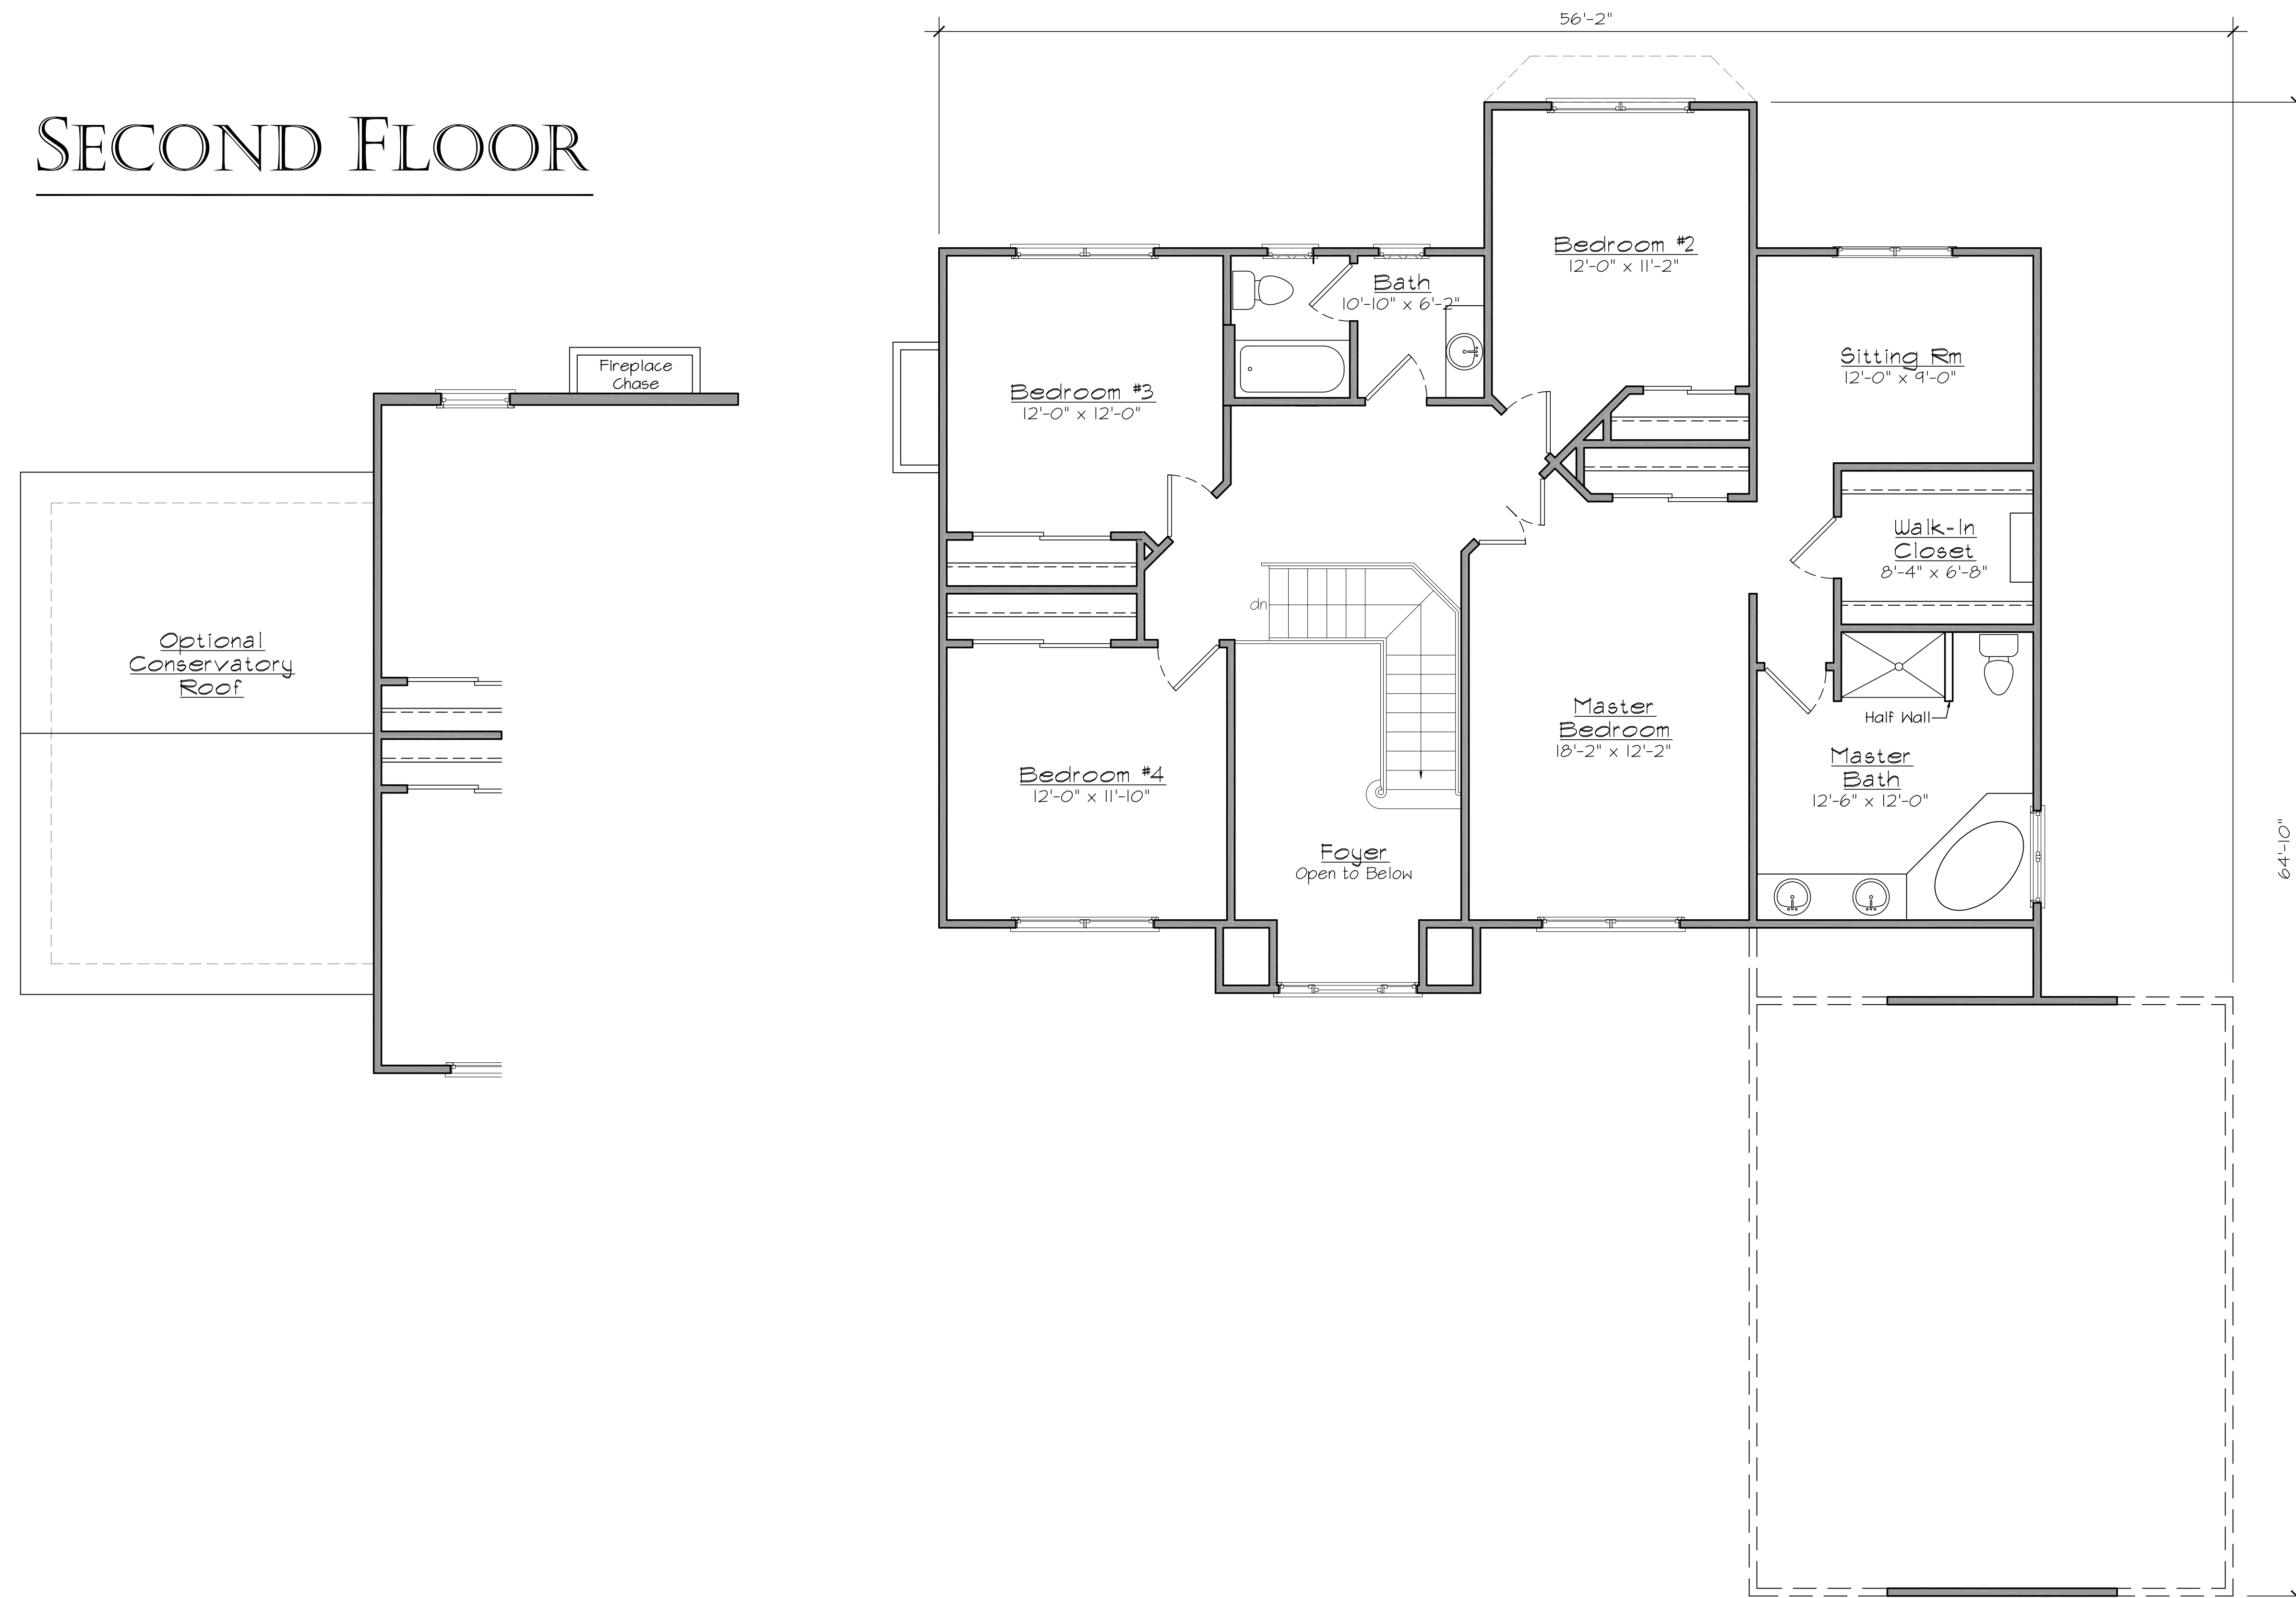 56'-2"
SECOND FLOOR
Bedroom #2
12'-0" x 11'-2"
Bath
10'-10" x 6'-2"
Sitting Rm
12'-0" x 9'-0"
Fireplace
Chase
Bedroom #3
12'-0" x 12'-0"
Walk-In
Closet
8'-4" x 6'-8"
dn
Optional
Conservatory
Roof
Half Wall
Master
Bedroom
18'-2" x 12'-2"
Master
Bath
12'-6" x 12'-0"
Bedroom #4
12'-0" x 11'-10"
Foyer
Open to Below
64'-10"